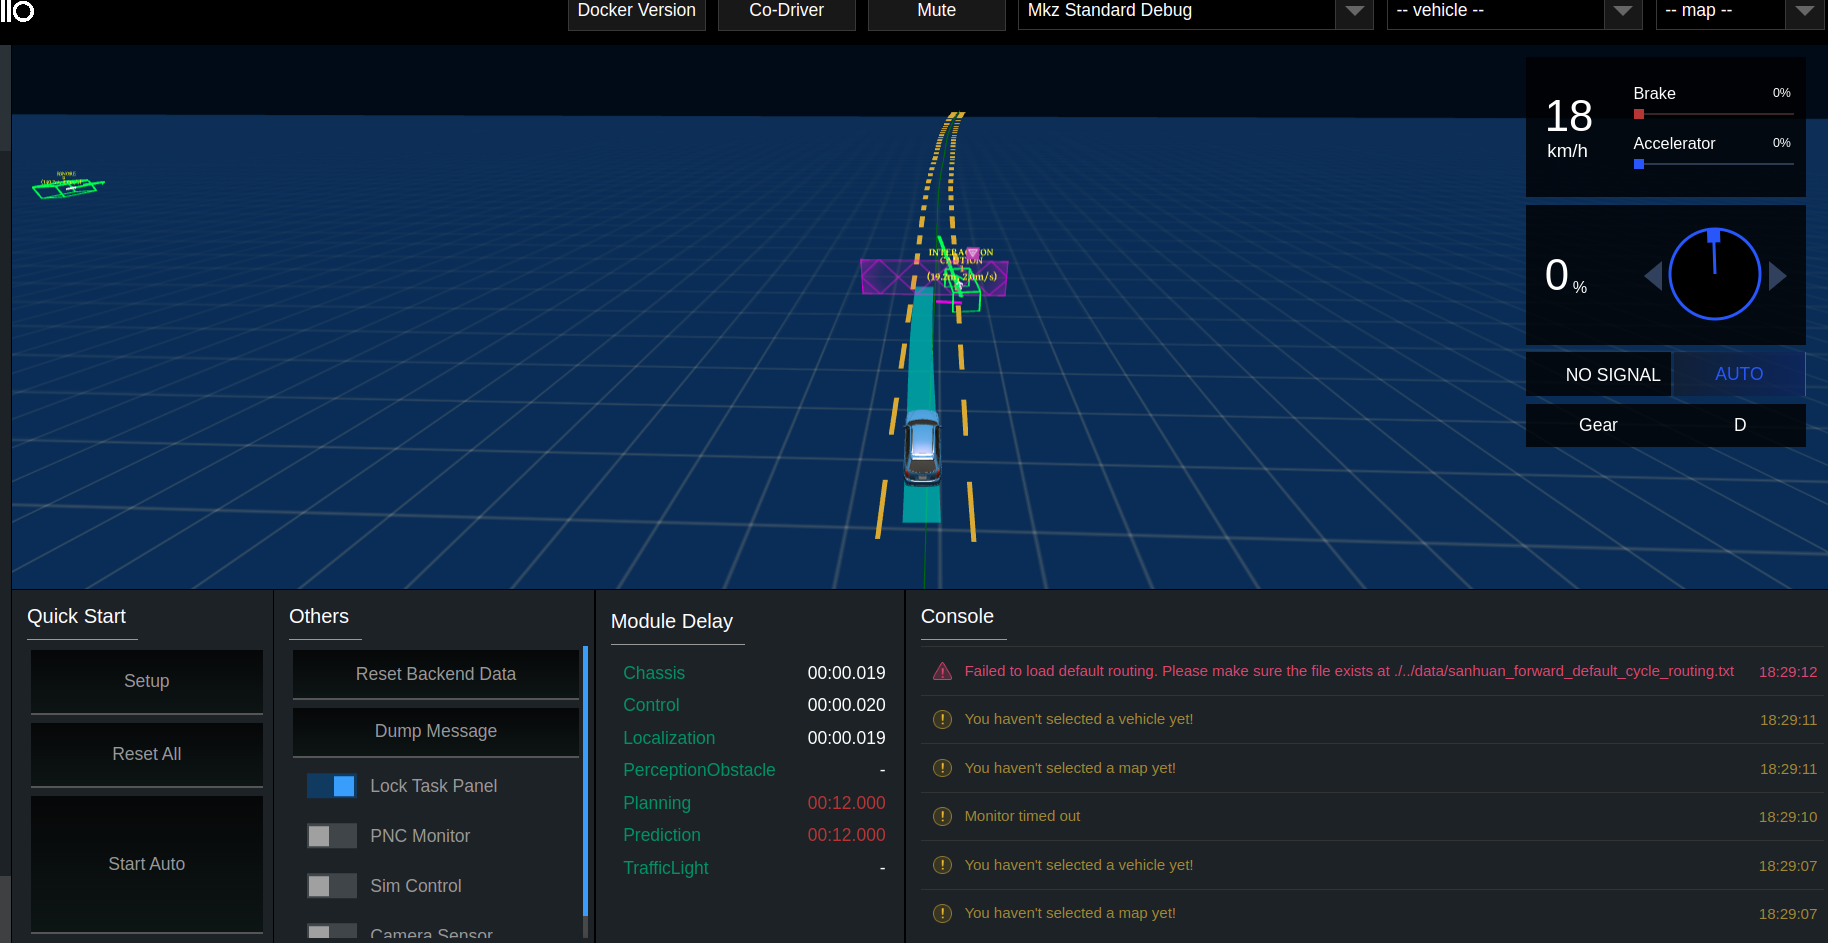 Docker Version
Co-Driver
Mute
Mkz Standard Debug
-- vehicle --
-- map --
18
km/h
Brake
0%
Accelerator
0%
0 %
NO SIGNAL
AUTO
Gear
D
CAUTION
Quick Start
Setup
Reset All
Start Auto
Others
Reset Backend Data
Dump Message
Lock Task Panel
PNC Monitor
Sim Control
Camera Sensor
Module Delay
Chassis 00:00.019
Control 00:00.020
Localization 00:00.019
PerceptionObstacle -
Planning 00:12.000
Prediction 00:12.000
TrafficLight -
Console
Failed to load default routing. Please make sure the file exists at ./../data/sanhuan_forward_default_cycle_routing.txt 18:29:12
You haven't selected a vehicle yet! 18:29:11
You haven't selected a map yet! 18:29:11
Monitor timed out 18:29:10
You haven't selected a vehicle yet! 18:29:07
You haven't selected a map yet! 18:29:07